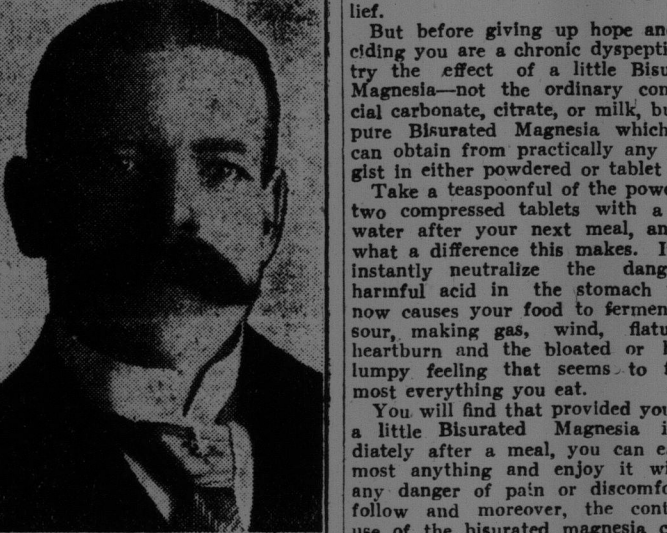 lief.
But before giving up hope an
ciding you are a chronic dyspepti
try the effect of a little Bisu
Magnesia—not the ordinary com
cial carbonate, citrate, or milk, bu
pure Bisurated Magnesia which
can obtain from practically any
gist in either powdered or tablet
Take a teaspoonful of the powd
two compressed tablets with a
water after your next meal, an
what a difference this makes. I
instantly neutralize the dang
harmful acid in the stomach
now causes your food to fermen
sour, making gas, wind, flatu
heartburn and the bloated or h
lumpy feeling that seems to f
most everything you eat.
You will find that provided you
a little Bisurated Magnesia i
diately after a meal, you can e
most anything and enjoy it wi
any danger of pain or discomfo
follow and moreover, the cont
use of the bisurated magnesia c